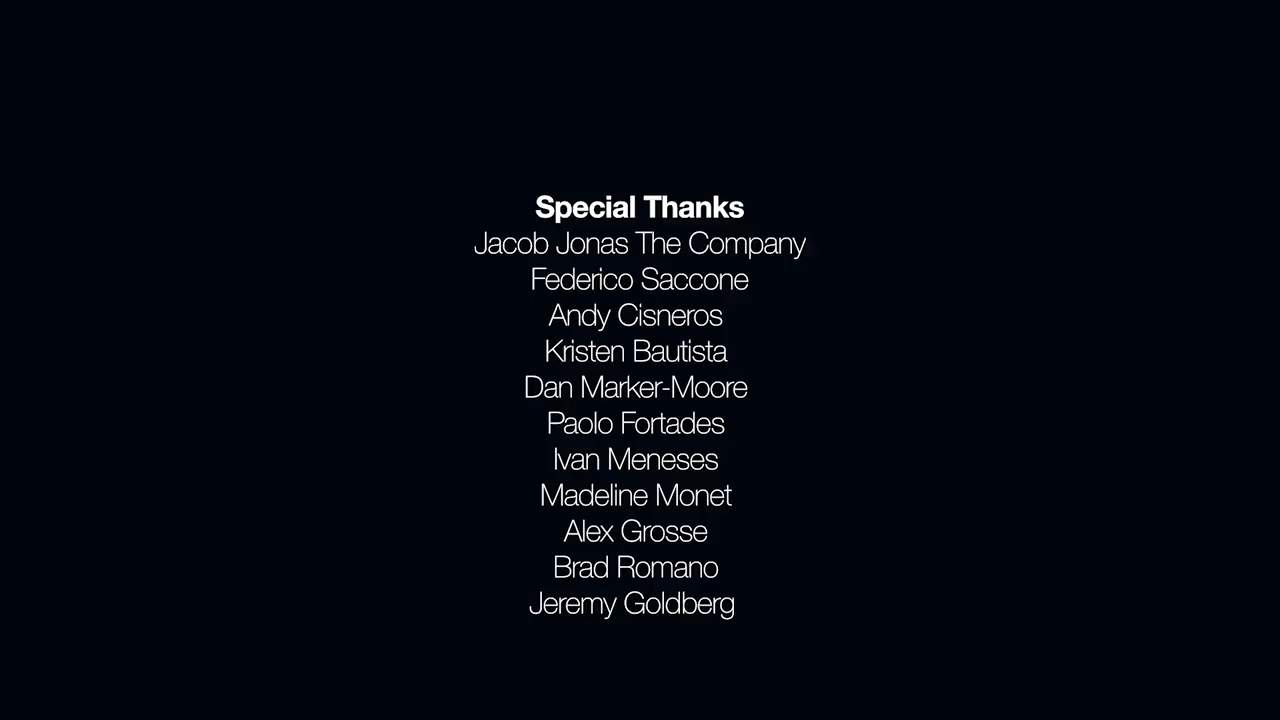 Special Thanks
Jacob Jonas The Company
Federico Saccone
Andy Cisneros
Kristen Bautista
Dan Marker-Moore
Paolo Fortades
Ivan Meneses
Madeline Monet
Alex Grosse
Brad Romano
Jeremy Goldberg